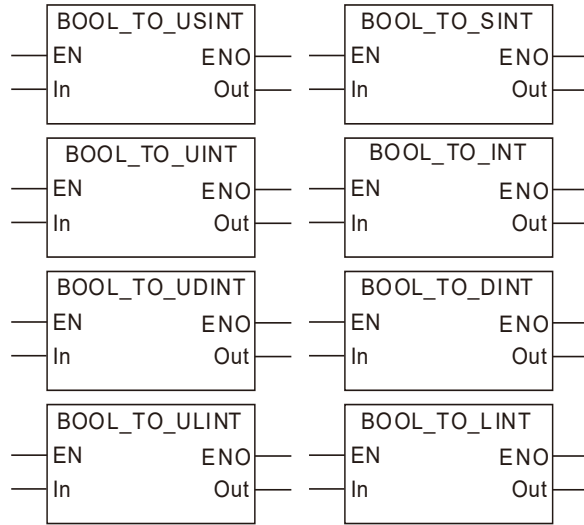 BOOL_TO_USINT
EN ENO
In Out
BOOL_TO_SINT
EN ENO
In Out
BOOL_TO_UINT
EN ENO
In Out
BOOL_TO_INT
EN ENO
In Out
BOOL_TO_UDINT
EN ENO
In Out
BOOL_TO_DINT
EN ENO
In Out
BOOL_TO_ULINT
EN ENO
In Out
BOOL_TO_LINT
EN ENO
In Out